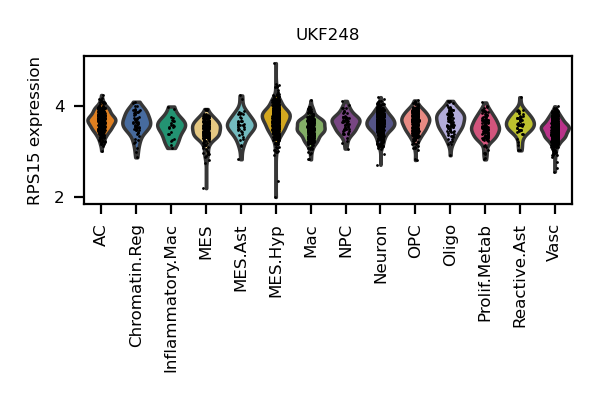 UKF248
RPS15 expression
4
2
AC
Chromatin.Reg
Inflammatory.Mac
MES
MES.Ast
MES.Hyp
Mac
NPC
Neuron
OPC
Oligo
Prolif.Metab
Reactive.Ast
Vasc